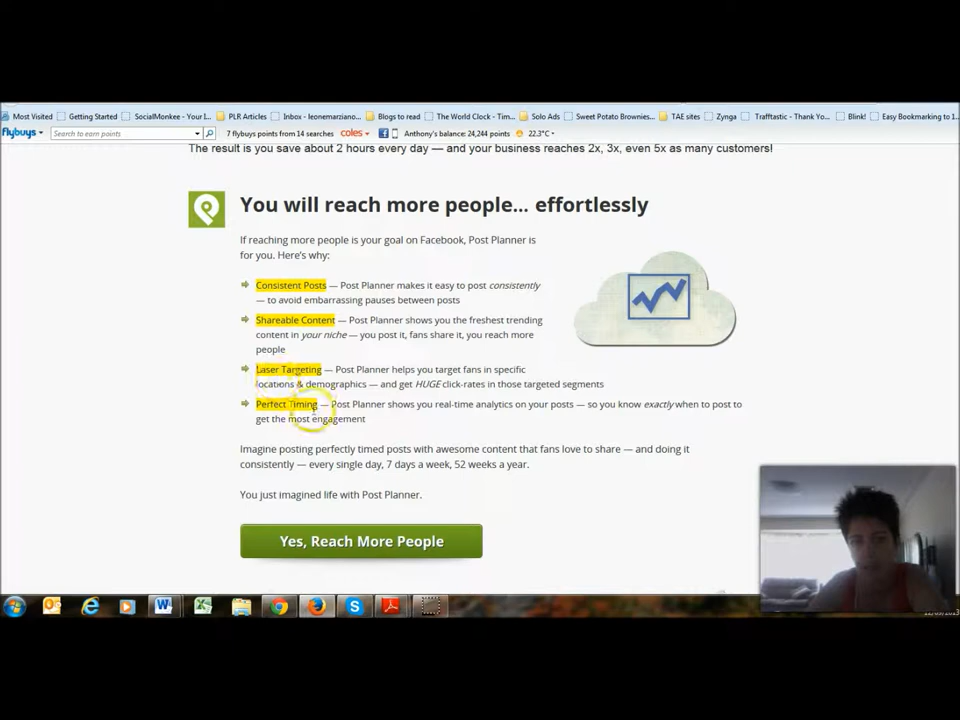 Most Visited Getting Started SocialMonkee - Your I... PLR Articles Inbox - leonemarziano... The World Clock - Tim... Blogs to read Solo Ads Sweet Potato Brownies... TAE sites Zynga Trafftastic - Thank Yo... Blink! Easy Bookmarking to 1...
flybuys Search to earn points 7 flybuys points from 14 searches coles Anthony's balance: 24,244 points 22.3°C
The result is you save about 2 hours every day — and your business reaches 2x, 3x, even 5x as many customers!
You will reach more people... effortlessly
If reaching more people is your goal on Facebook, Post Planner is
for you. Here's why:
Consistent Posts — Post Planner makes it easy to post consistently
— to avoid embarrassing pauses between posts
Shareable Content — Post Planner shows you the freshest trending
content in your niche — you post it, fans share it, you reach more
people
Laser Targeting — Post Planner helps you target fans in specific
locations & demographics — and get HUGE click-rates in those targeted segments
Perfect Timing — Post Planner shows you real-time analytics on your posts — so you know exactly when to post to
get the most engagement
Imagine posting perfectly timed posts with awesome content that fans love to share — and doing it
consistently — every single day, 7 days a week, 52 weeks a year.
You just imagined life with Post Planner.
Yes, Reach More People